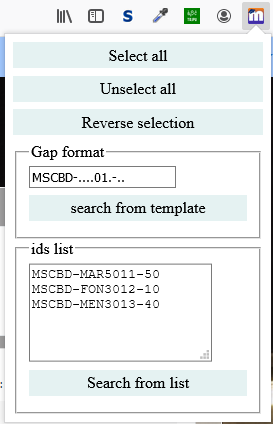 Select all
Unselect all
Reverse selection
Gap format
MSCBD-....01.-..
search from template
ids list
MSCBD-MAR5011-50
MSCBD-FON3012-10
MSCBD-MEN3013-40
Search from list